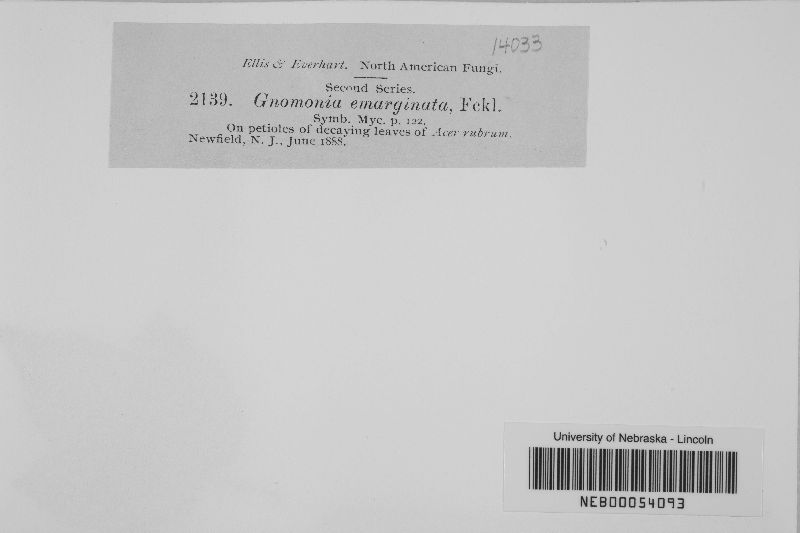 14033
Ellis & Everhart. North American Fungi.
Second Series.
2139. Gnomonia emarginata, Fckl.
Symb. Myc. p. 122.
On petioles of decaying leaves of Acer rubrum.
Newfield, N. J., June 1888.
University of Nebraska - Lincoln
NEB00054093